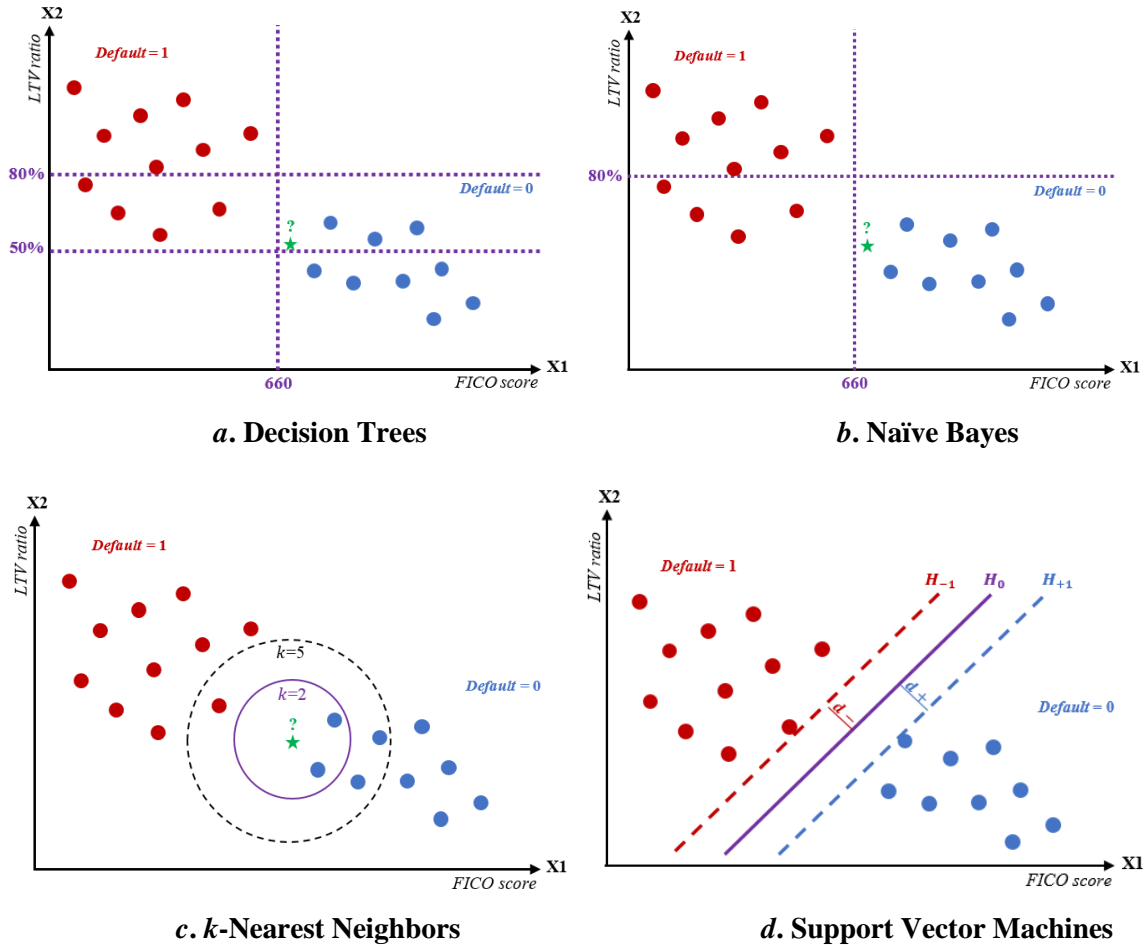 X2
LTV ratio
Default = 1
80%
Default = 0
?
50%
X1
660
FICO score
a. Decision Trees
X2
LTV ratio
Default = 1
80%
Default = 0
?
X1
660
FICO score
b. Naïve Bayes
X2
LTV ratio
Default = 1
k=5
k=2
Default = 0
?
X1
FICO score
c. k-Nearest Neighbors
X2
LTV ratio
Default = 1
H₋₁
H₀
H₊₁
d −
d +
Default = 0
X1
FICO score
d. Support Vector Machines